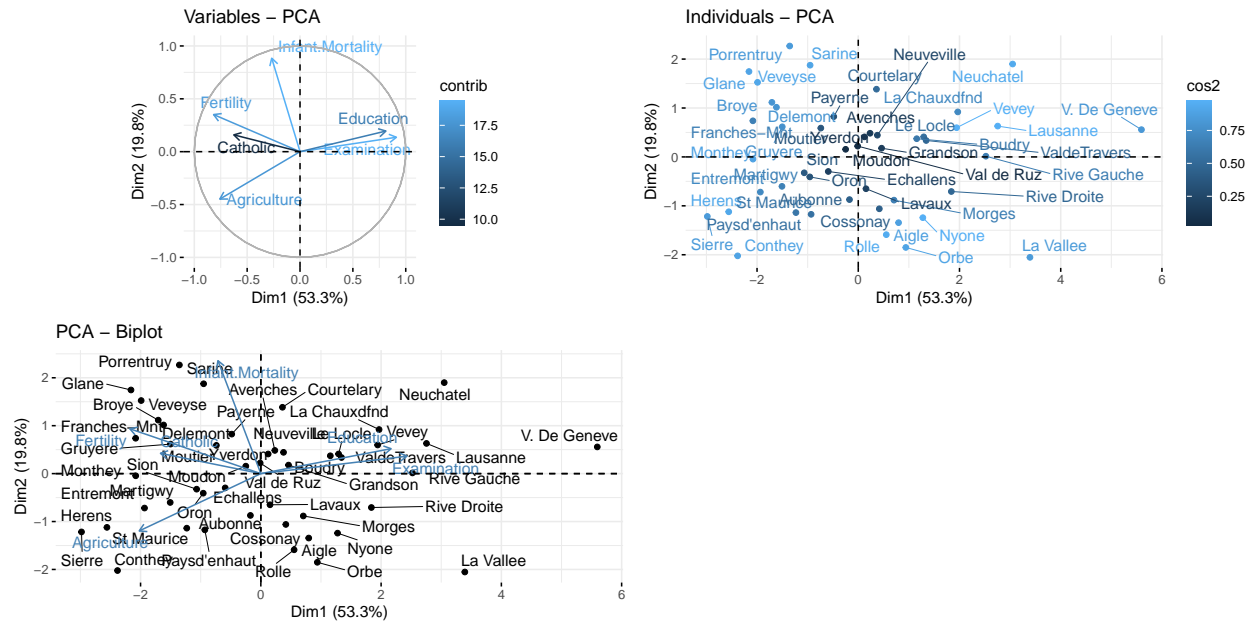 Variables − PCA
1.0
0.5
0.0
−0.5
−1.0
Dim2 (19.8%)
Infant.Mortality
Fertility
Education
Catholic
Examination
Agriculture
−1.0 −0.5 0.0 0.5 1.0
Dim1 (53.3%)
contrib
17.5
15.0
12.5
10.0
Individuals − PCA
2
1
0
−1
−2
Dim2 (19.8%)
Porrentruy
Sarine
Neuveville
Glane
Veveyse
Courtelary
Neuchatel
Broye
Payerne
La Chauxdfnd
Delemont
Avenches
Vevey
V. De Geneve
Franches−Mnt
Moutier
Yverdon
Le Locle
Lausanne
Boudry
ValdeTravers
Monthey
Gruyere
Sion
Moudon
Grandson
Val de Ruz
Rive Gauche
Entremont
Martigwy
Oron
Echallens
Rive Droite
Herens
St Maurice
Aubonne
Lavaux
Morges
Paysd'enhaut
Cossonay
Sierre
Conthey
Rolle
Aigle
Nyone
Orbe
La Vallee
−2 0 2 4 6
Dim1 (53.3%)
cos2
0.75
0.50
0.25
PCA − Biplot
2
1
0
−1
−2
Dim2 (19.8%)
Porrentruy
Sarine
Infant.Mortality
Glane
Avenches
Courtelary
Neuchatel
Broye
Veveyse
Payerne
La Chauxdfnd
Franches−Mnt
Fertility
Delemont
Catholic
Neuveville
Le Locle
Education
Vevey
V. De Geneve
Gruyere
Moutier
Yverdon
Boudry
ValdeTravers
Lausanne
Examination
Monthey
Sion
Moudon
Val de Ruz
Grandson
Rive Gauche
Entremont
Martigwy
Oron
Echallens
Lavaux
Rive Droite
Herens
St Maurice
Aubonne
Morges
Agriculture
Cossonay
Nyone
Sierre
Conthey
Paysd'enhaut
Rolle
Aigle
Orbe
La Vallee
−2 0 2 4 6
Dim1 (53.3%)